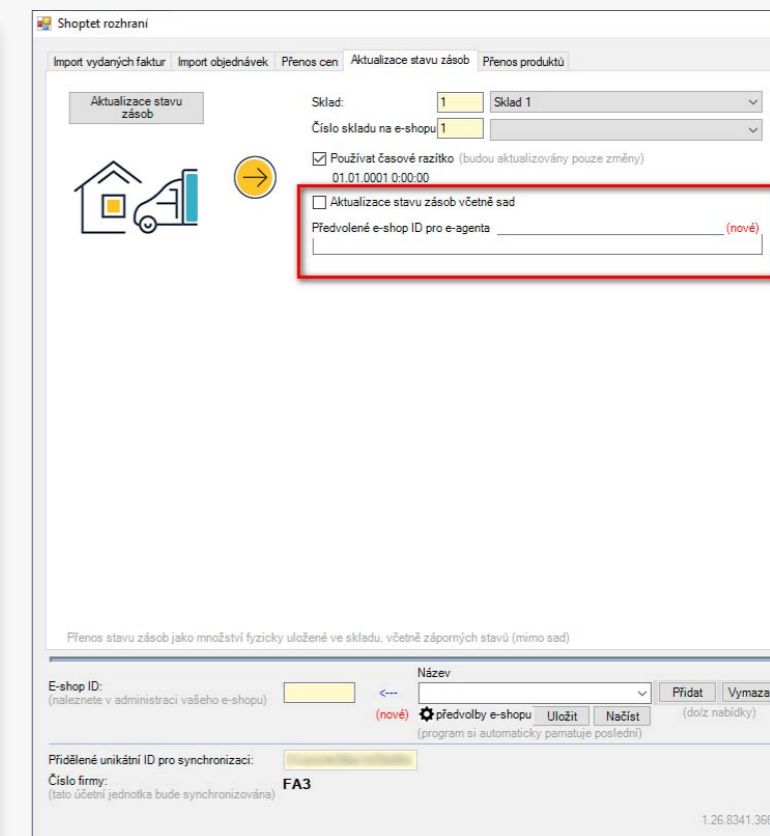 Shoptet rozhraní
Import vydaných faktur Import objednávek Přenos cen Aktualizace stavu zásob Přenos produktů
Aktualizace stavu
zásob
Sklad: 1 Sklad 1
Číslo skladu na e-shopu 1
Používat časové razítko (budou aktualizovány pouze změny)
01.01.0001 0:00:00
Aktualizace stavu zásob včetně sad
Předvolené e-shop ID pro e-agenta (nové)
Přenos stavu zásob jako množství fyzicky uložené ve skladu, včetně záporných stavů (mimo sad)
Název
E-shop ID: <--- Přidat Vymaza
(naleznete v administraci vašeho e-shopu) (do/z nabídky)
(nové) předvolby e-shopu Uložit Načíst
(program si automaticky pamatuje poslední)
Přidělené unikátní ID pro synchronizaci:
Číslo firmy: FA3
(tato účetní jednotka bude synchronizována)
1.26.8341.366